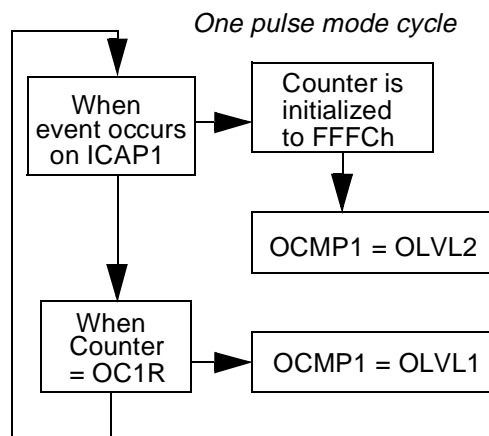 One pulse mode cycle
When
event occurs
on ICAP1
Counter is
initialized
to FFFCh
OCMP1 = OLVL2
When
Counter
= OC1R
OCMP1 = OLVL1